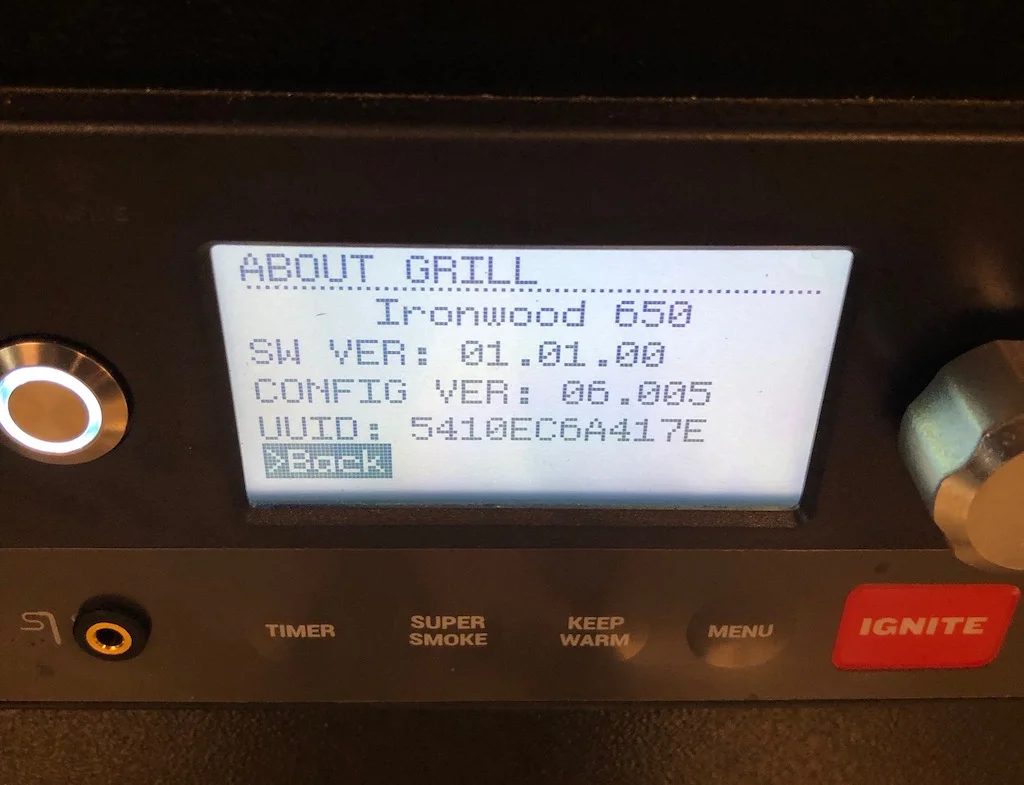 ABOUT GRILL
Ironwood 650
SW VER: 01.01.00
CONFIG VER: 06.005
UUID: 5410EC6A417E
>Back
TIMER
SUPER
SMOKE
KEEP
WARM
MENU
IGNITE